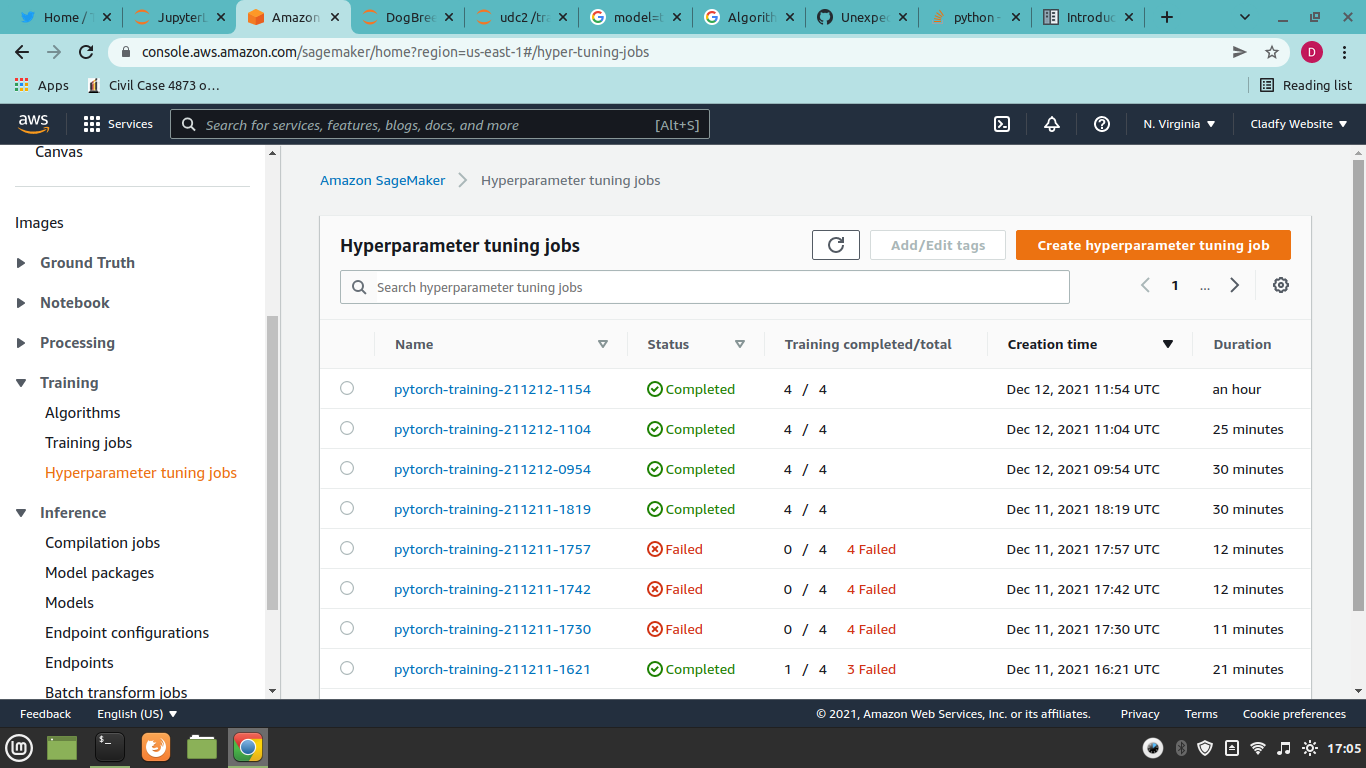 Home / T
JupyterL
Amazon
DogBree
udc2 /tra
model=t
Algorith
Unexpec
python -
Introduc
console.aws.amazon.com/sagemaker/home?region=us-east-1#/hyper-tuning-jobs
D
Apps
Civil Case 4873 o…
Reading list
aws
Services
Search for services, features, blogs, docs, and more
[Alt+S]
N. Virginia
Cladfy Website
Canvas
Images
Ground Truth
Notebook
Processing
Training
Algorithms
Training jobs
Hyperparameter tuning jobs
Inference
Compilation jobs
Model packages
Models
Endpoint configurations
Endpoints
Batch transform jobs
Amazon SageMaker
Hyperparameter tuning jobs
Hyperparameter tuning jobs
Add/Edit tags
Create hyperparameter tuning job
Search hyperparameter tuning jobs
1 ...
Name Status Training completed/total Creation time Duration
pytorch-training-211212-1154 Completed 4 / 4 Dec 12, 2021 11:54 UTC an hour
pytorch-training-211212-1104 Completed 4 / 4 Dec 12, 2021 11:04 UTC 25 minutes
pytorch-training-211212-0954 Completed 4 / 4 Dec 12, 2021 09:54 UTC 30 minutes
pytorch-training-211211-1819 Completed 4 / 4 Dec 11, 2021 18:19 UTC 30 minutes
pytorch-training-211211-1757 Failed 0 / 4 4 Failed Dec 11, 2021 17:57 UTC 12 minutes
pytorch-training-211211-1742 Failed 0 / 4 4 Failed Dec 11, 2021 17:42 UTC 12 minutes
pytorch-training-211211-1730 Failed 0 / 4 4 Failed Dec 11, 2021 17:30 UTC 11 minutes
pytorch-training-211211-1621 Completed 1 / 4 3 Failed Dec 11, 2021 16:21 UTC 21 minutes
Feedback
English (US)
© 2021, Amazon Web Services, Inc. or its affiliates.
Privacy
Terms
Cookie preferences
17:05